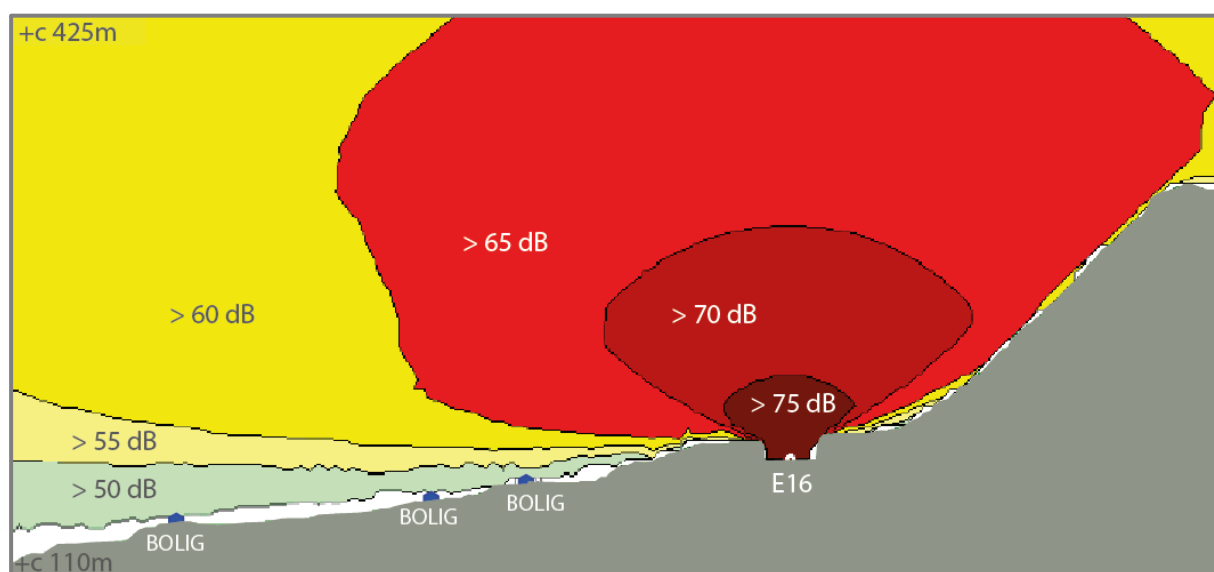 +c 425m
> 65 dB
> 60 dB
> 70 dB
> 75 dB
> 55 dB
> 50 dB
E16
BOLIG
BOLIG
BOLIG
+c 110m